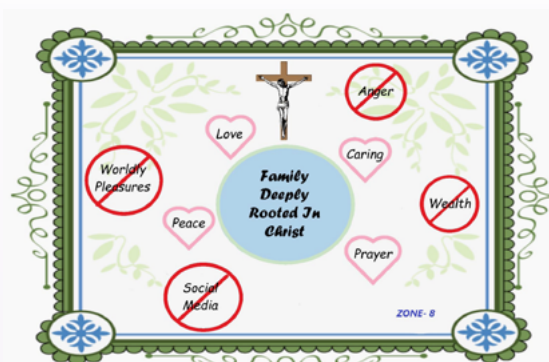 Anger
Love
Caring
Worldly
Pleasures
Family
Deeply
Rooted In
Christ
Wealth
Peace
Prayer
Social
Media
ZONE- 8